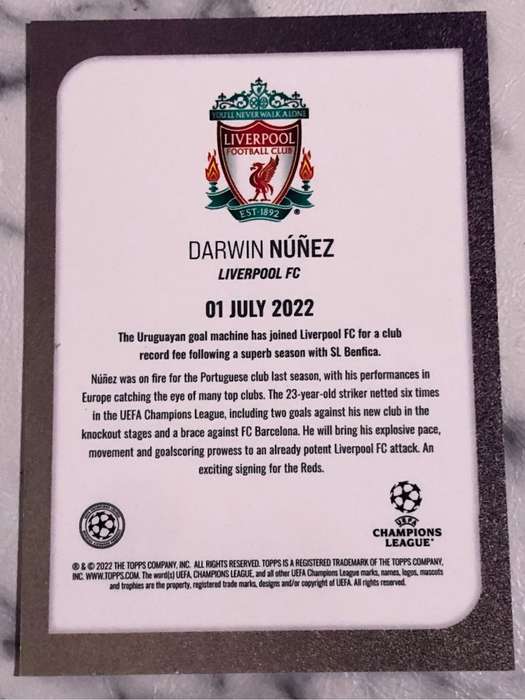 YOU'LL NEVER WALK ALONE
LIVERPOOL
FOOTBALL CLUB
EST·1892
®
DARWIN NÚÑEZ
LIVERPOOL FC
01 JULY 2022
The Uruguayan goal machine has joined Liverpool FC for a club
record fee following a superb season with SL Benfica.
Núñez was on fire for the Portuguese club last season, with his performances in
Europe catching the eye of many top clubs. The 23-year-old striker netted six times
in the UEFA Champions League, including two goals against his new club in the
knockout stages and a brace against FC Barcelona. He will bring his explosive pace,
movement and goalscoring prowess to an already potent Liverpool FC attack. An
exciting signing for the Reds.
UEFA
CHAMPIONS
LEAGUE
® & © 2022 THE TOPPS COMPANY, INC. ALL RIGHTS RESERVED. TOPPS IS A REGISTERED TRADEMARK OF THE TOPPS COMPANY,
INC. WWW.TOPPS.COM. The word(s) UEFA, CHAMPIONS LEAGUE, and all other UEFA Champions League marks, names, logos, mascots
and trophies are the property, registered trade marks, designs and/or copyright of UEFA. All rights reserved.